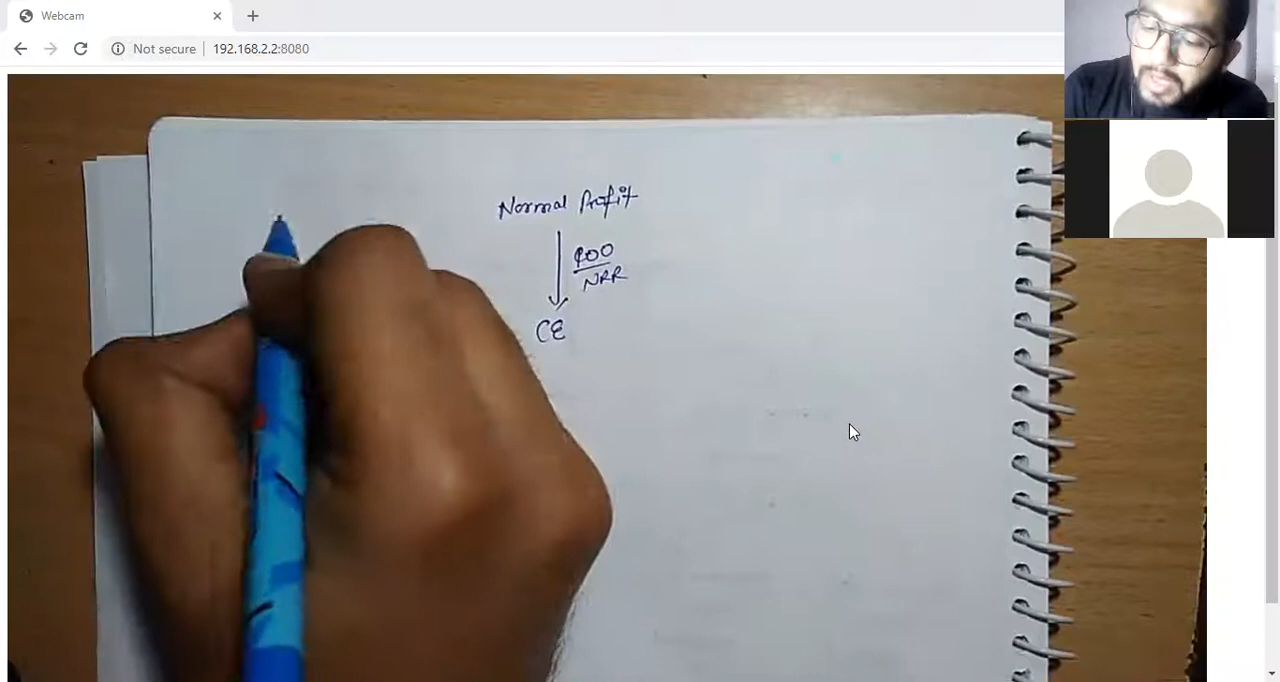 Webcam
Not secure
192.168.2.2:8080
Normal Profit
100
NRR
CE